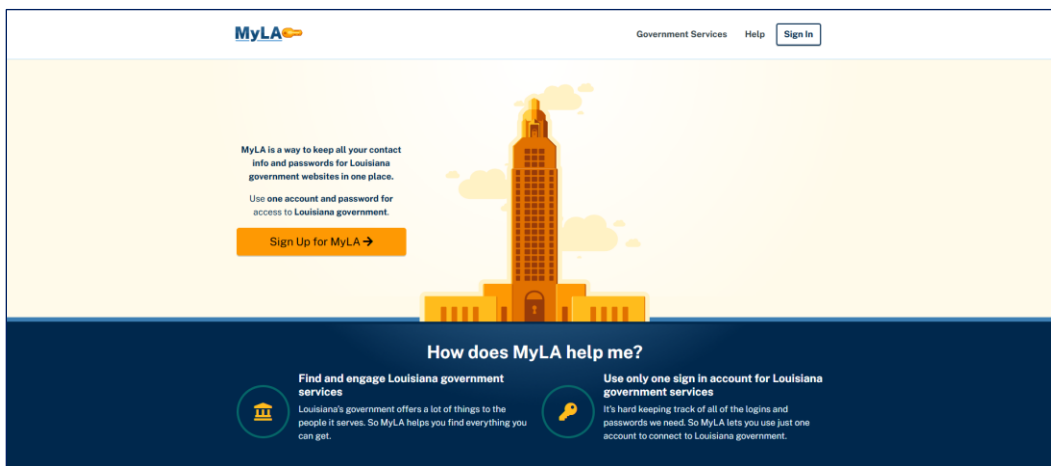 MyLA
Government Services
Help
Sign In
MyLA is a way to keep all your contact
info and passwords for Louisiana
government websites in one place.
Use one account and password for
access to Louisiana government.
Sign Up for MyLA →
How does MyLA help me?
Find and engage Louisiana government
services
Louisiana's government offers a lot of things to the
people it serves. So MyLA helps you find everything you
can get.
Use only one sign in account for Louisiana
government services
It's hard keeping track of all of the logins and
passwords we need. So MyLA lets you use just one
account to connect to Louisiana government.